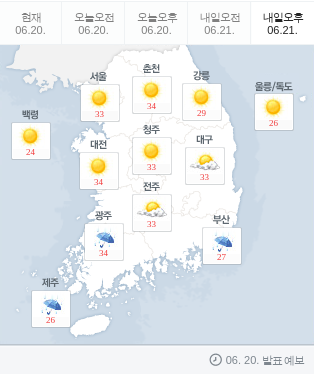 현재 오늘오전 오늘오후 내일오전 내일오후
06.20. 06.20. 06.20. 06.21. 06.21.
춘천
34
서울
33
강릉
29
울릉/독도
26
백령
24
청주
33
대전
34
대구
33
전주
33
광주
34
부산
27
제주
26
06. 20. 발표 예보